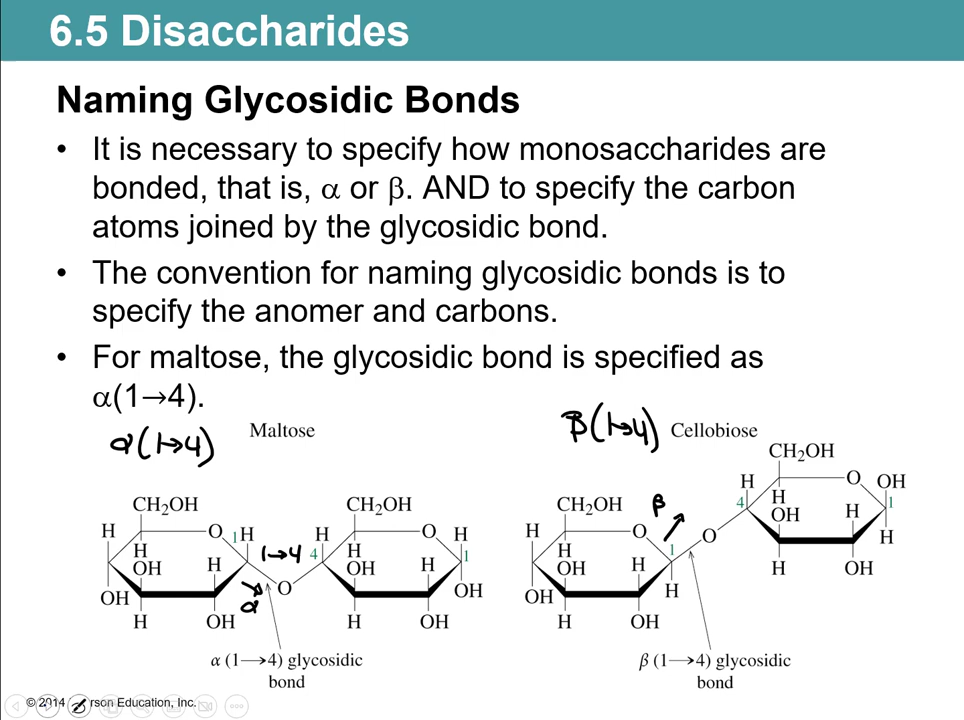 6.5 Disaccharides
Naming Glycosidic Bonds
• It is necessary to specify how monosaccharides are
bonded, that is, α or β. AND to specify the carbon
atoms joined by the glycosidic bond.
• The convention for naming glycosidic bonds is to
specify the anomer and carbons.
• For maltose, the glycosidic bond is specified as
α(1→4).
α(1→4)
Maltose
β(1→4)
Cellobiose
CH₂OH
H
O
OH
4
H
OH
H
1
H
H
OH
CH₂OH
H
O
1
H
H
OH
H
OH
H
OH
1→4
α
O
CH₂OH
H
4
O
H
H
OH
H
1
OH
H
OH
CH₂OH
H
O
β
1
H
OH
H
H
OH
H
OH
O
α (1→4) glycosidic
bond
β (1→4) glycosidic
bond
© 2014 rson Education, Inc.